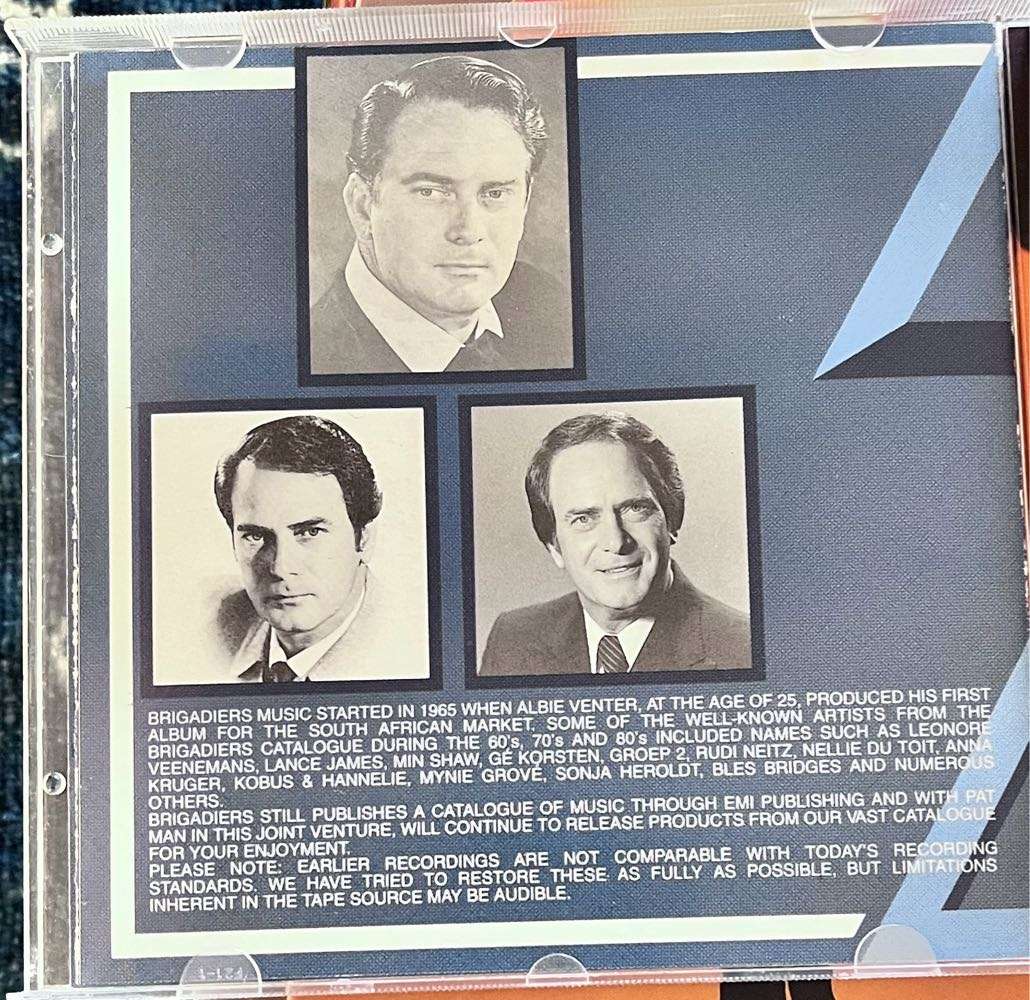 BRIGADIERS MUSIC STARTED IN 1965 WHEN ALBIE VENTER, AT THE AGE OF 25, PRODUCED HIS FIRST
ALBUM FOR THE SOUTH AFRICAN MARKET. SOME OF THE WELL-KNOWN ARTISTS FROM THE
BRIGADIERS CATALOGUE DURING THE 60's, 70's AND 80's INCLUDED NAMES SUCH AS LEONORE
VEENEMANS, LANCE JAMES, MIN SHAW, GÉ KORSTEN, GROEP 2, RUDI NEITZ, NELLIE DU TOIT, ANNA
KRUGER, KOBUS & HANNELIE, MYNIE GROVÉ, SONJA HEROLDT, BLES BRIDGES AND NUMEROUS
OTHERS.
BRIGADIERS STILL PUBLISHES A CATALOGUE OF MUSIC THROUGH EMI PUBLISHING AND WITH PAT
MAN IN THIS JOINT VENTURE, WILL CONTINUE TO RELEASE PRODUCTS FROM OUR VAST CATALOGUE
FOR YOUR ENJOYMENT.
PLEASE NOTE: EARLIER RECORDINGS ARE NOT COMPARABLE WITH TODAY'S RECORDING
STANDARDS. WE HAVE TRIED TO RESTORE THESE AS FULLY AS POSSIBLE, BUT LIMITATIONS
INHERENT IN THE TAPE SOURCE MAY BE AUDIBLE.